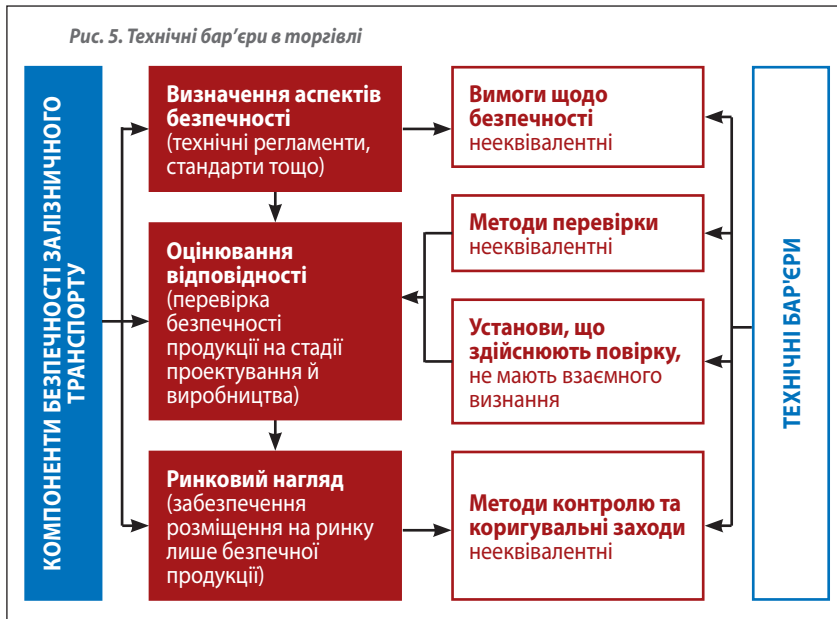 Рис. 5. Технічні бар’єри в торгівлі
КОМПОНЕНТИ БЕЗПЕЧНОСТІ ЗАЛІЗНИЧНОГО
ТРАНСПОРТУ
Визначення аспектів
безпечності
(технічні регламенти,
стандарти тощо)
Вимоги щодо
безпечності
нееквівалентні
Оцінювання
відповідності
(перевірка
безпечності
продукції на стадії
проектування й
виробництва)
Методи перевірки
нееквівалентні
Установи, що
здійснюють повірку,
не мають взаємного
визнання
Ринковий нагляд
(забезпечення
розміщення на ринку
лише безпечної
продукції)
Методи контролю та
коригувальні заходи
нееквівалентні
ТЕХНІЧНІ БАР'ЄРИ